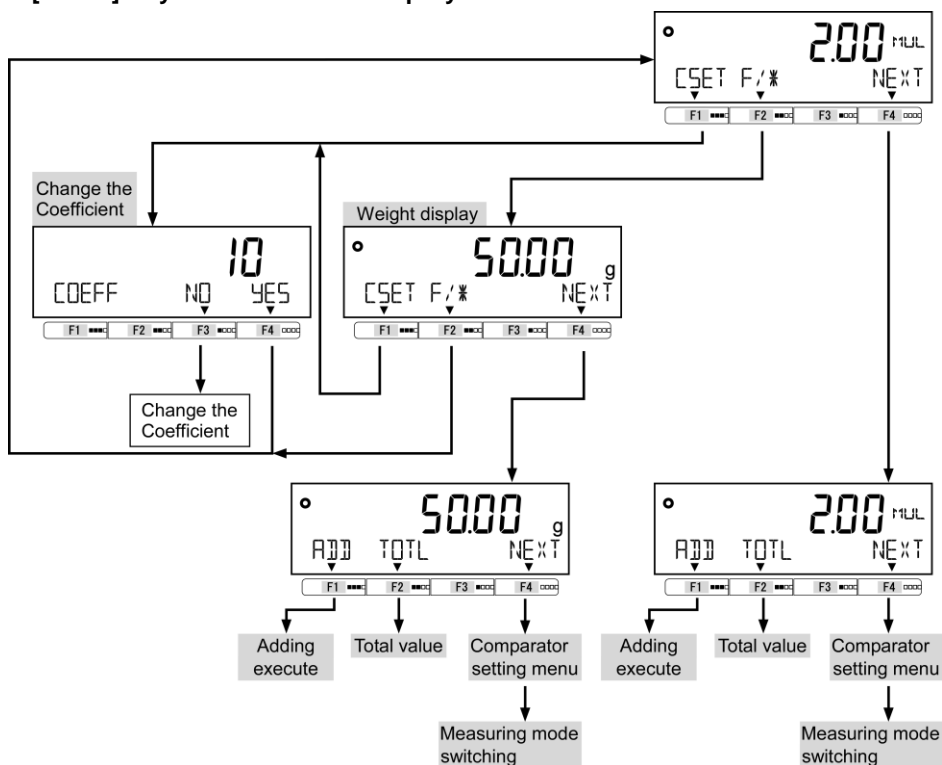 2.00 MUL
CSET F/* NEXT
F1 F2 F3 F4
Change the
Coefficient
10
COEFF NO YES
F1 F2 F3 F4
Weight display
50.00 g
CSET F/* NEXT
F1 F2 F3 F4
Change the
Coefficient
50.00 g
ADD TOTL NEXT
F1 F2 F3 F4
Adding
execute
Total value
Comparator
setting menu
Measuring mode
switching
2.00 MUL
ADD TOTL NEXT
F1 F2 F3 F4
Adding
execute
Total value
Comparator
setting menu
Measuring mode
switching